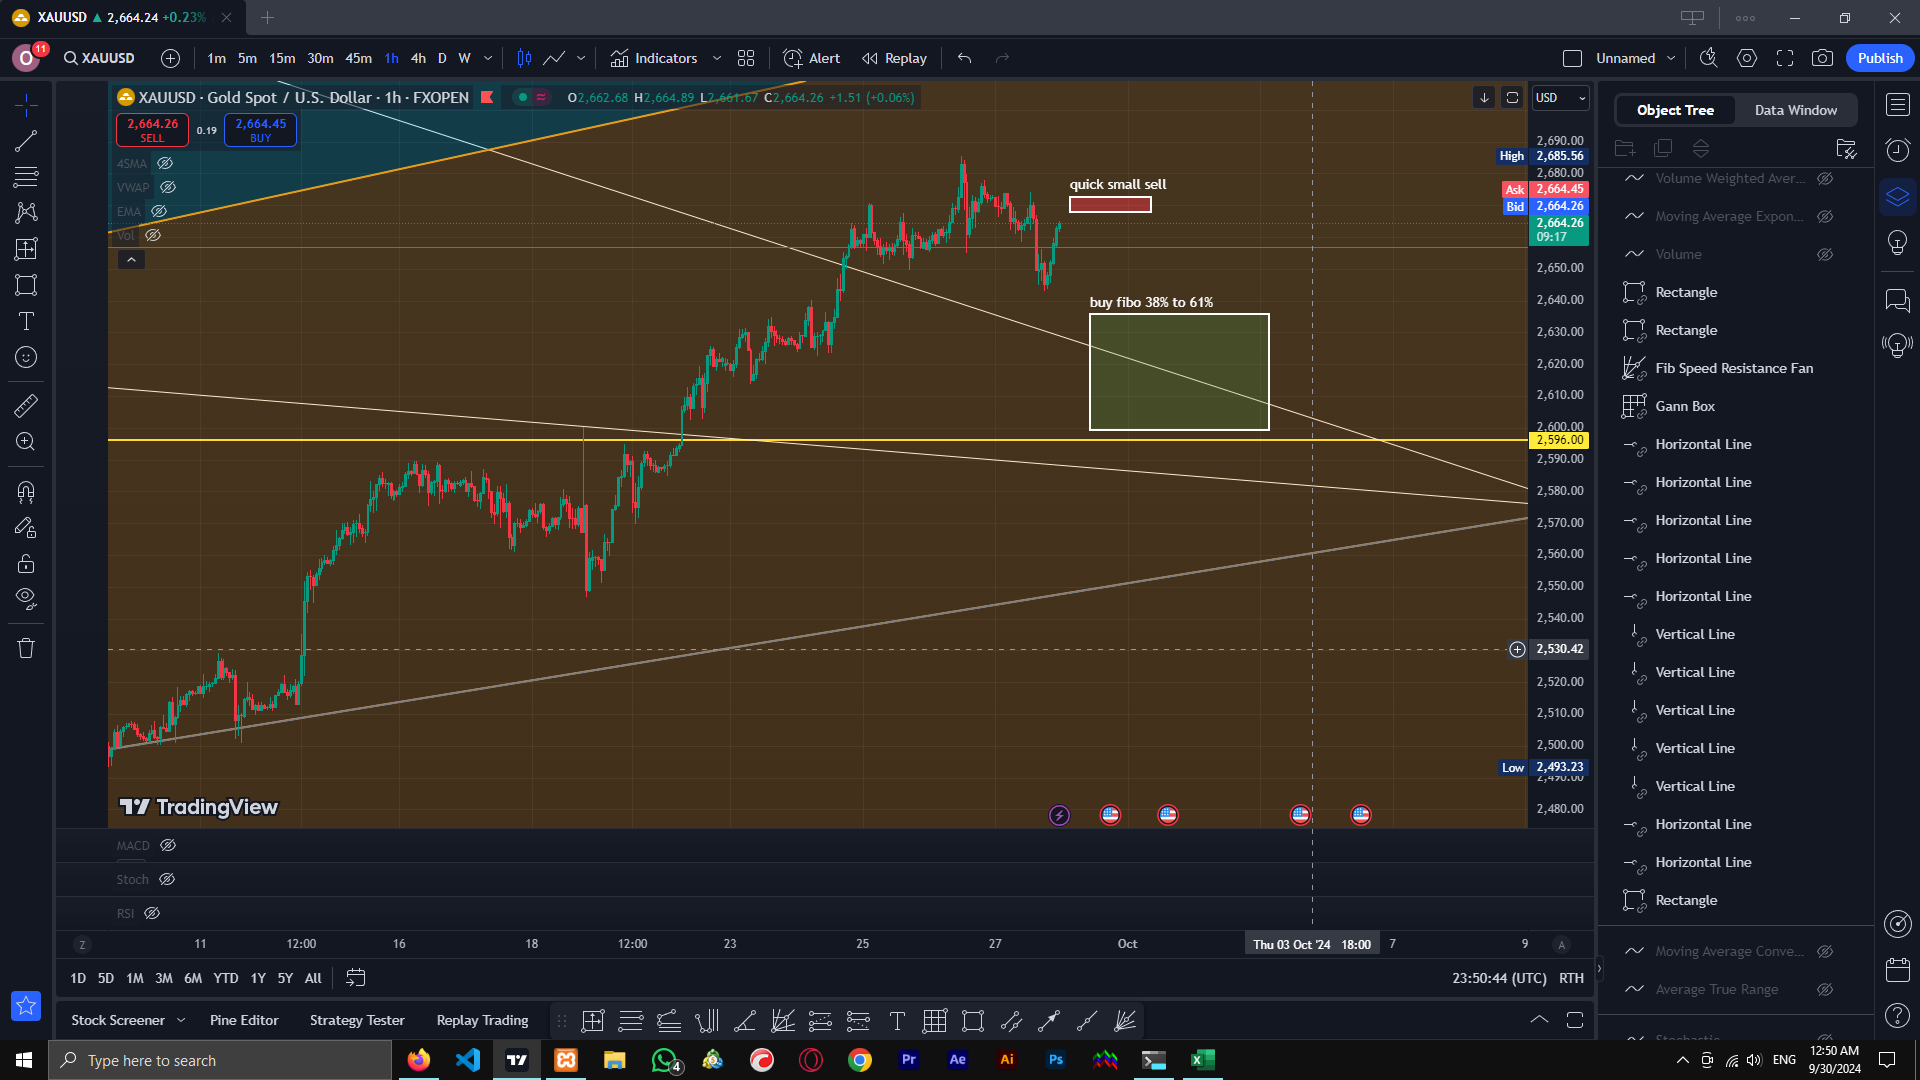 XAUUSD ▲ 2,664.24 +0.23%
O 11 XAUUSD 1m 5m 15m 30m 45m 1h 4h D W Indicators Alert Replay Unnamed Publish
XAUUSD · Gold Spot / U.S. Dollar · 1h · FXOPEN O2,662.68 H2,664.89 L2,661.67 C2,664.26 +1.51 (+0.06%)
USD
2,664.26 SELL
0.19
2,664.45 BUY
4SMA
VWAP
EMA
Vol
quick small sell
buy fibo 38% to 61%
2,690.00
High 2,685.56
2,680.00
Ask 2,664.45
Bid 2,664.26
2,664.26
09:17
2,650.00
2,640.00
2,630.00
2,620.00
2,610.00
2,600.00
2,596.00
2,590.00
2,580.00
2,570.00
2,560.00
2,550.00
2,540.00
2,530.42
2,520.00
2,510.00
2,500.00
Low 2,493.23
2,490.00
2,480.00
TradingView
MACD
Stoch
RSI
Z 11 12:00 16 18 12:00 23 25 27 Oct Thu 03 Oct '24 18:00 7 9 A
1D 5D 1M 3M 6M YTD 1Y 5Y All
23:50:44 (UTC) RTH
Stock Screener Pine Editor Strategy Tester Replay Trading
Object Tree
Data Window
Volume Weighted Aver...
Moving Average Expon...
Volume
Rectangle
Rectangle
Fib Speed Resistance Fan
Gann Box
Horizontal Line
Horizontal Line
Horizontal Line
Horizontal Line
Horizontal Line
Vertical Line
Vertical Line
Vertical Line
Vertical Line
Vertical Line
Horizontal Line
Horizontal Line
Rectangle
Moving Average Conve...
Average True Range
Stochastic
Type here to search
4
Pr Ae Ai Ps
ENG
12:50 AM
9/30/2024